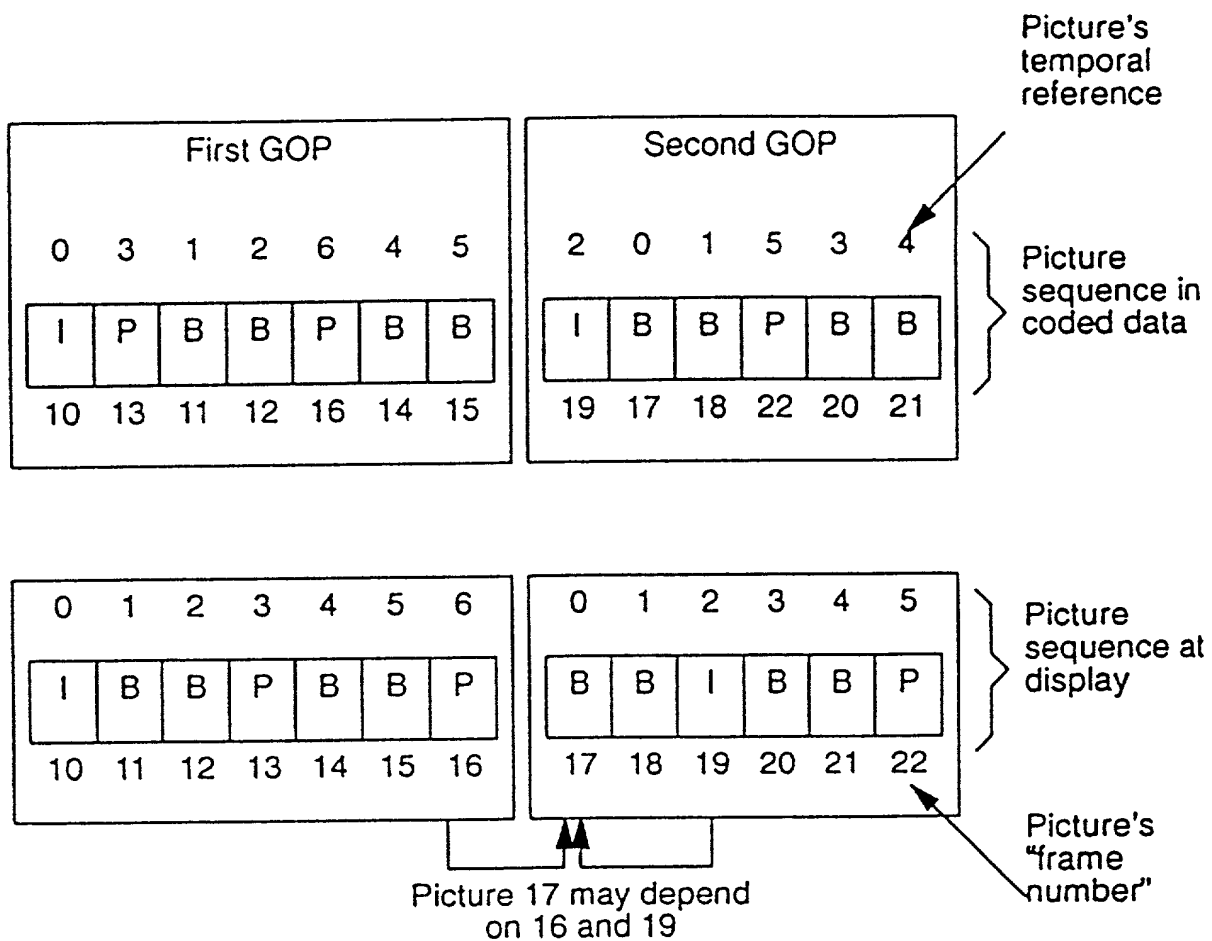 Picture's
temporal
reference
First GOP
Second GOP
0 3 1 2 6 4 5
2 0 1 5 3 4
I P B B P B B
I B B P B B
10 13 11 12 16 14 15
19 17 18 22 20 21
Picture
sequence in
coded data
0 1 2 3 4 5 6
0 1 2 3 4 5
I B B P B B P
B B I B B P
10 11 12 13 14 15 16
17 18 19 20 21 22
Picture
sequence at
display
Picture 17 may depend
on 16 and 19
Picture's
"frame
number"